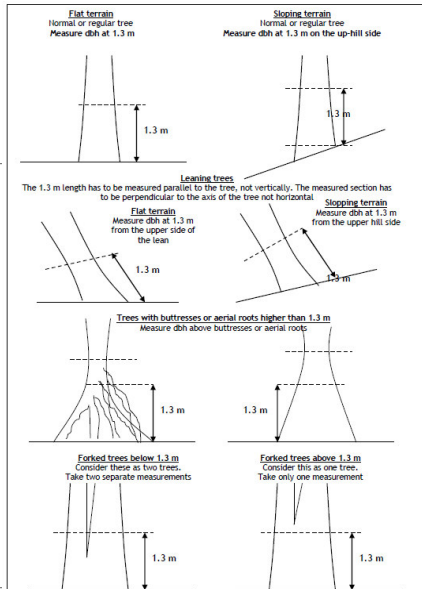 Flat terrain
Normal or regular tree
Measure dbh at 1.3 m
1.3 m
Sloping terrain
Normal or regular tree
Measure dbh at 1.3 m on the up-hill side
1.3 m
Leaning trees
The 1.3 m length has to be measured parallel to the tree, not vertically. The measured section has
to be perpendicular to the axis of the tree not horizontal
Flat terrain
Measure dbh at 1.3 m
from the upper side of
the lean
1.3 m
Slopping terrain
Measure dbh at 1.3 m
from the upper hill side
1.3 m
Trees with buttresses or aerial roots higher than 1.3 m
Measure dbh above buttresses or aerial roots
1.3 m
1.3 m
Forked trees below 1.3 m
Consider these as two trees.
Take two separate measurements
1.3 m
Forked trees above 1.3 m
Consider this as one tree.
Take only one measurement
1.3 m